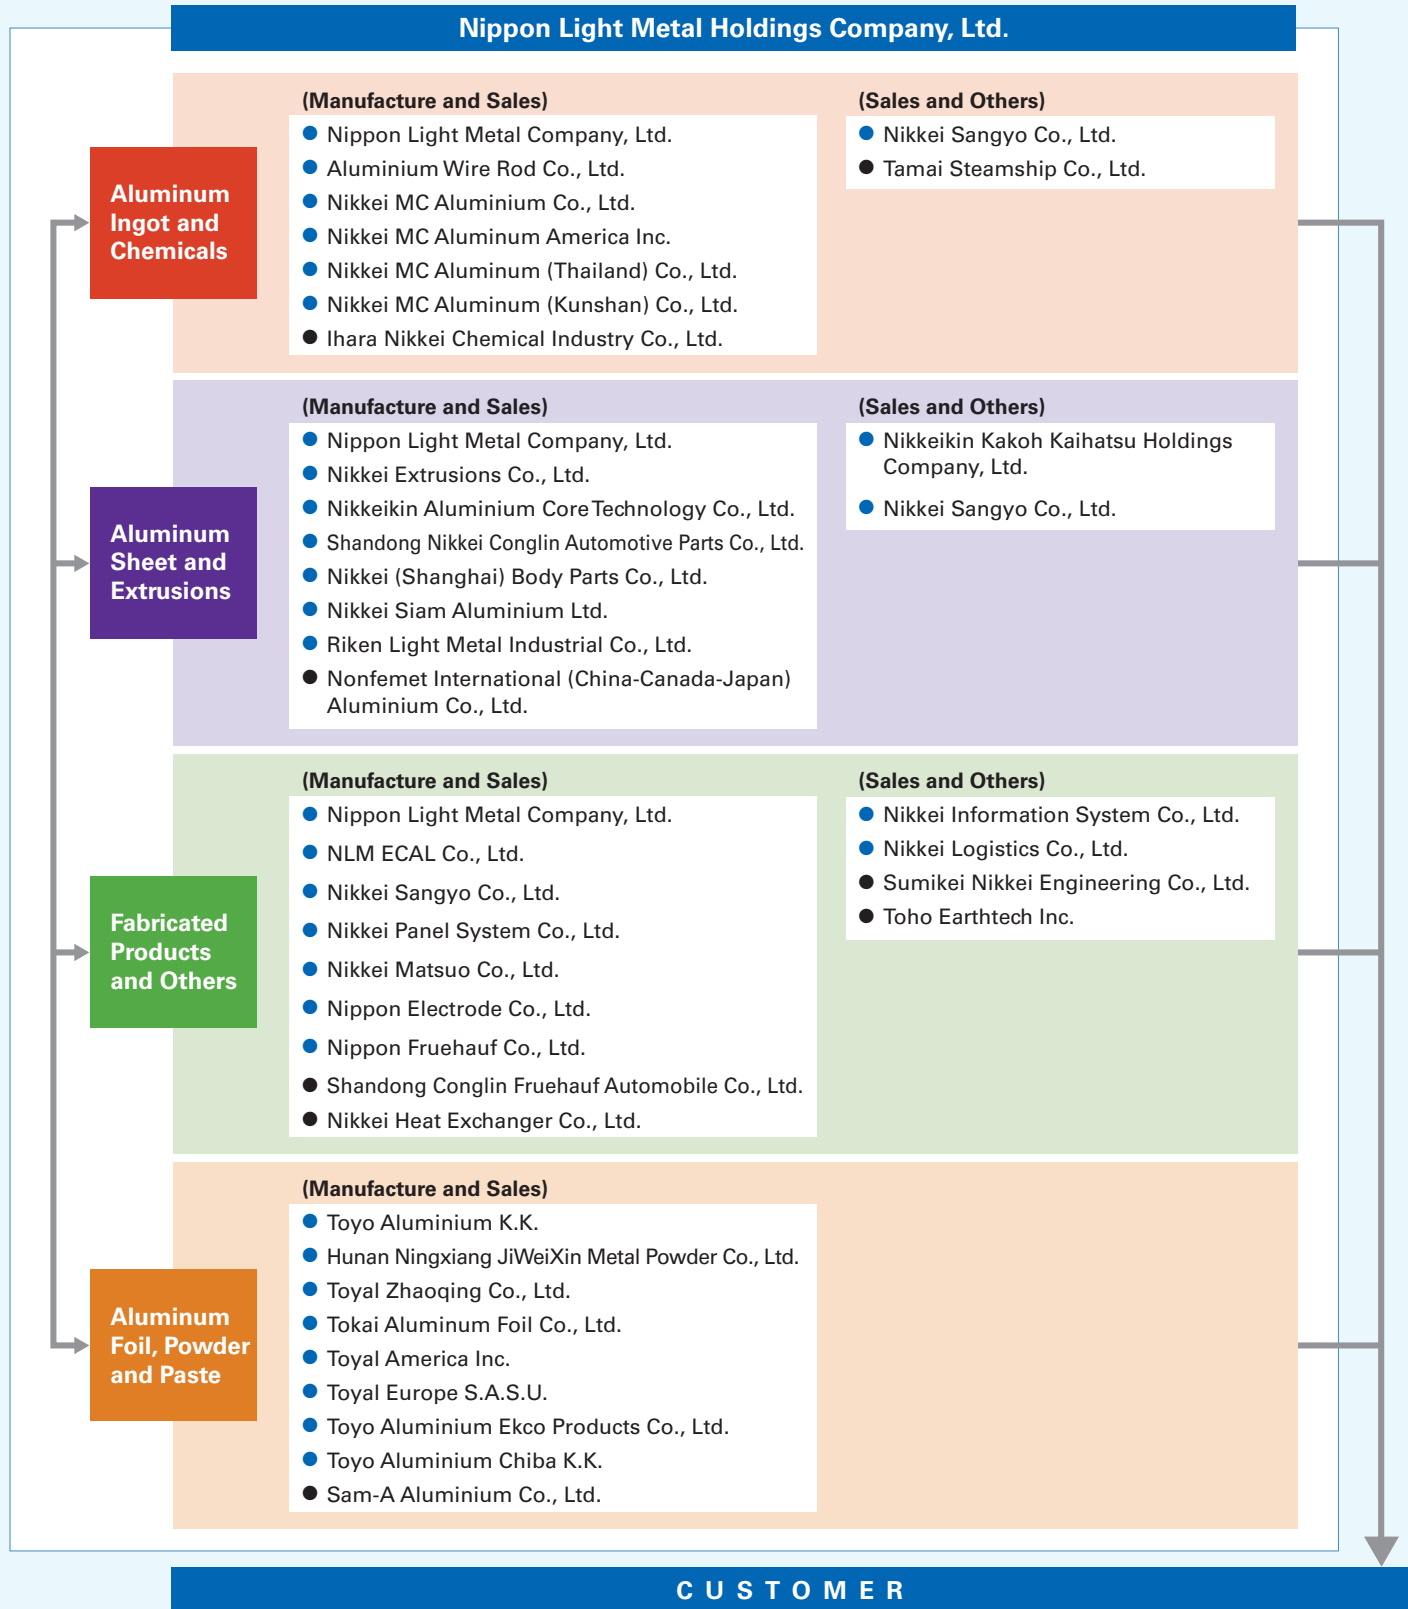 Nippon Light Metal Holdings Company, Ltd.
Aluminum
Ingot and
Chemicals
(Manufacture and Sales)
● Nippon Light Metal Company, Ltd.
● Aluminium Wire Rod Co., Ltd.
● Nikkei MC Aluminium Co., Ltd.
● Nikkei MC Aluminum America Inc.
● Nikkei MC Aluminum (Thailand) Co., Ltd.
● Nikkei MC Aluminum (Kunshan) Co., Ltd.
● Ihara Nikkei Chemical Industry Co., Ltd.
(Sales and Others)
● Nikkei Sangyo Co., Ltd.
● Tamai Steamship Co., Ltd.
Aluminum
Sheet and
Extrusions
(Manufacture and Sales)
● Nippon Light Metal Company, Ltd.
● Nikkei Extrusions Co., Ltd.
● Nikkeikin Aluminium Core Technology Co., Ltd.
● Shandong Nikkei Conglin Automotive Parts Co., Ltd.
● Nikkei (Shanghai) Body Parts Co., Ltd.
● Nikkei Siam Aluminium Ltd.
● Riken Light Metal Industrial Co., Ltd.
● Nonfemet International (China-Canada-Japan)
Aluminium Co., Ltd.
(Sales and Others)
● Nikkeikin Kakoh Kaihatsu Holdings
Company, Ltd.
● Nikkei Sangyo Co., Ltd.
Fabricated
Products
and Others
(Manufacture and Sales)
● Nippon Light Metal Company, Ltd.
● NLM ECAL Co., Ltd.
● Nikkei Sangyo Co., Ltd.
● Nikkei Panel System Co., Ltd.
● Nikkei Matsuo Co., Ltd.
● Nippon Electrode Co., Ltd.
● Nippon Fruehauf Co., Ltd.
● Shandong Conglin Fruehauf Automobile Co., Ltd.
● Nikkei Heat Exchanger Co., Ltd.
(Sales and Others)
● Nikkei Information System Co., Ltd.
● Nikkei Logistics Co., Ltd.
● Sumikei Nikkei Engineering Co., Ltd.
● Toho Earthtech Inc.
Aluminum
Foil, Powder
and Paste
(Manufacture and Sales)
● Toyo Aluminium K.K.
● Hunan Ningxiang JiWeiXin Metal Powder Co., Ltd.
● Toyal Zhaoqing Co., Ltd.
● Tokai Aluminum Foil Co., Ltd.
● Toyal America Inc.
● Toyal Europe S.A.S.U.
● Toyo Aluminium Ekco Products Co., Ltd.
● Toyo Aluminium Chiba K.K.
● Sam-A Aluminium Co., Ltd.
CUSTOMER